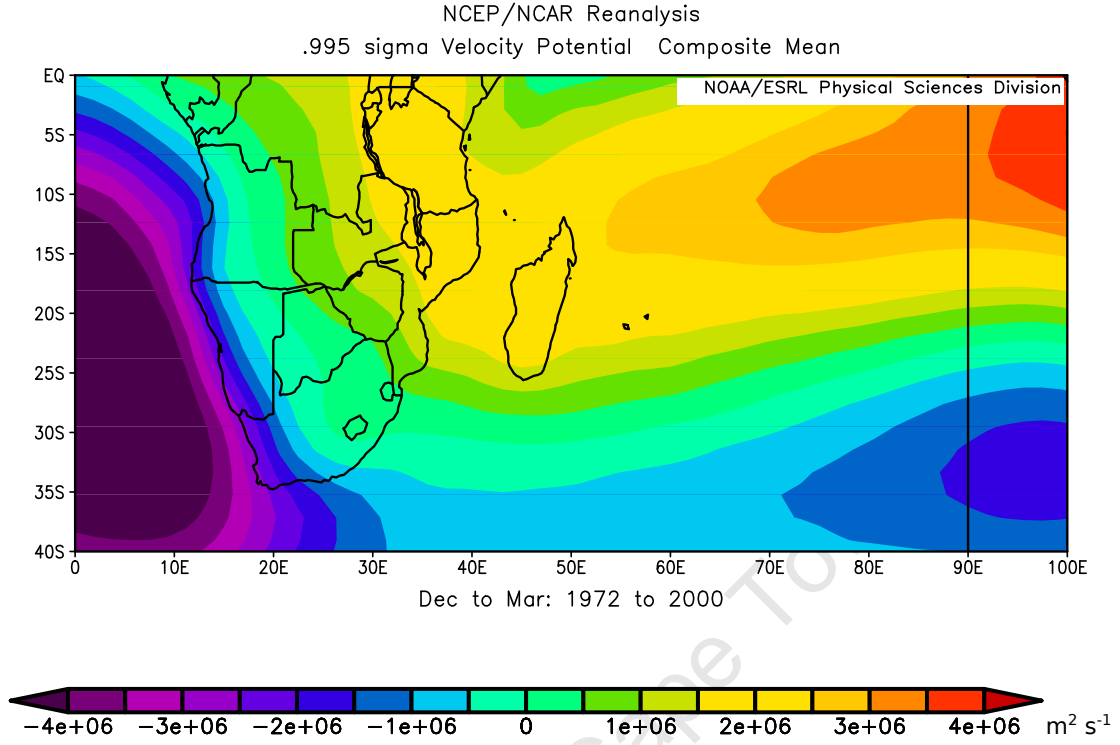 NCEP/NCAR Reanalysis
.995 sigma Velocity Potential Composite Mean
NOAA/ESRL Physical Sciences Division
EQ
5S
10S
15S
20S
25S
30S
35S
40S
0 10E 20E 30E 40E 50E 60E 70E 80E 90E 100E
Dec to Mar: 1972 to 2000
−4e+06 −3e+06 −2e+06 −1e+06 0 1e+06 2e+06 3e+06 4e+06 m² s⁻¹
Cape To